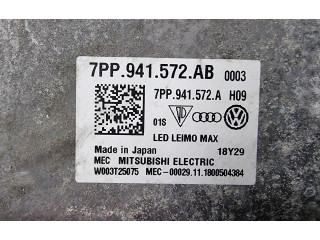 7PP.941.572.AB 0003
7PP.941.572.A H09
01S
LED LEIMO MAX
Made in Japan 18Y29
MEC MITSUBISHI ELECTRIC
W003T25075 MEC-00029.11.1800504384